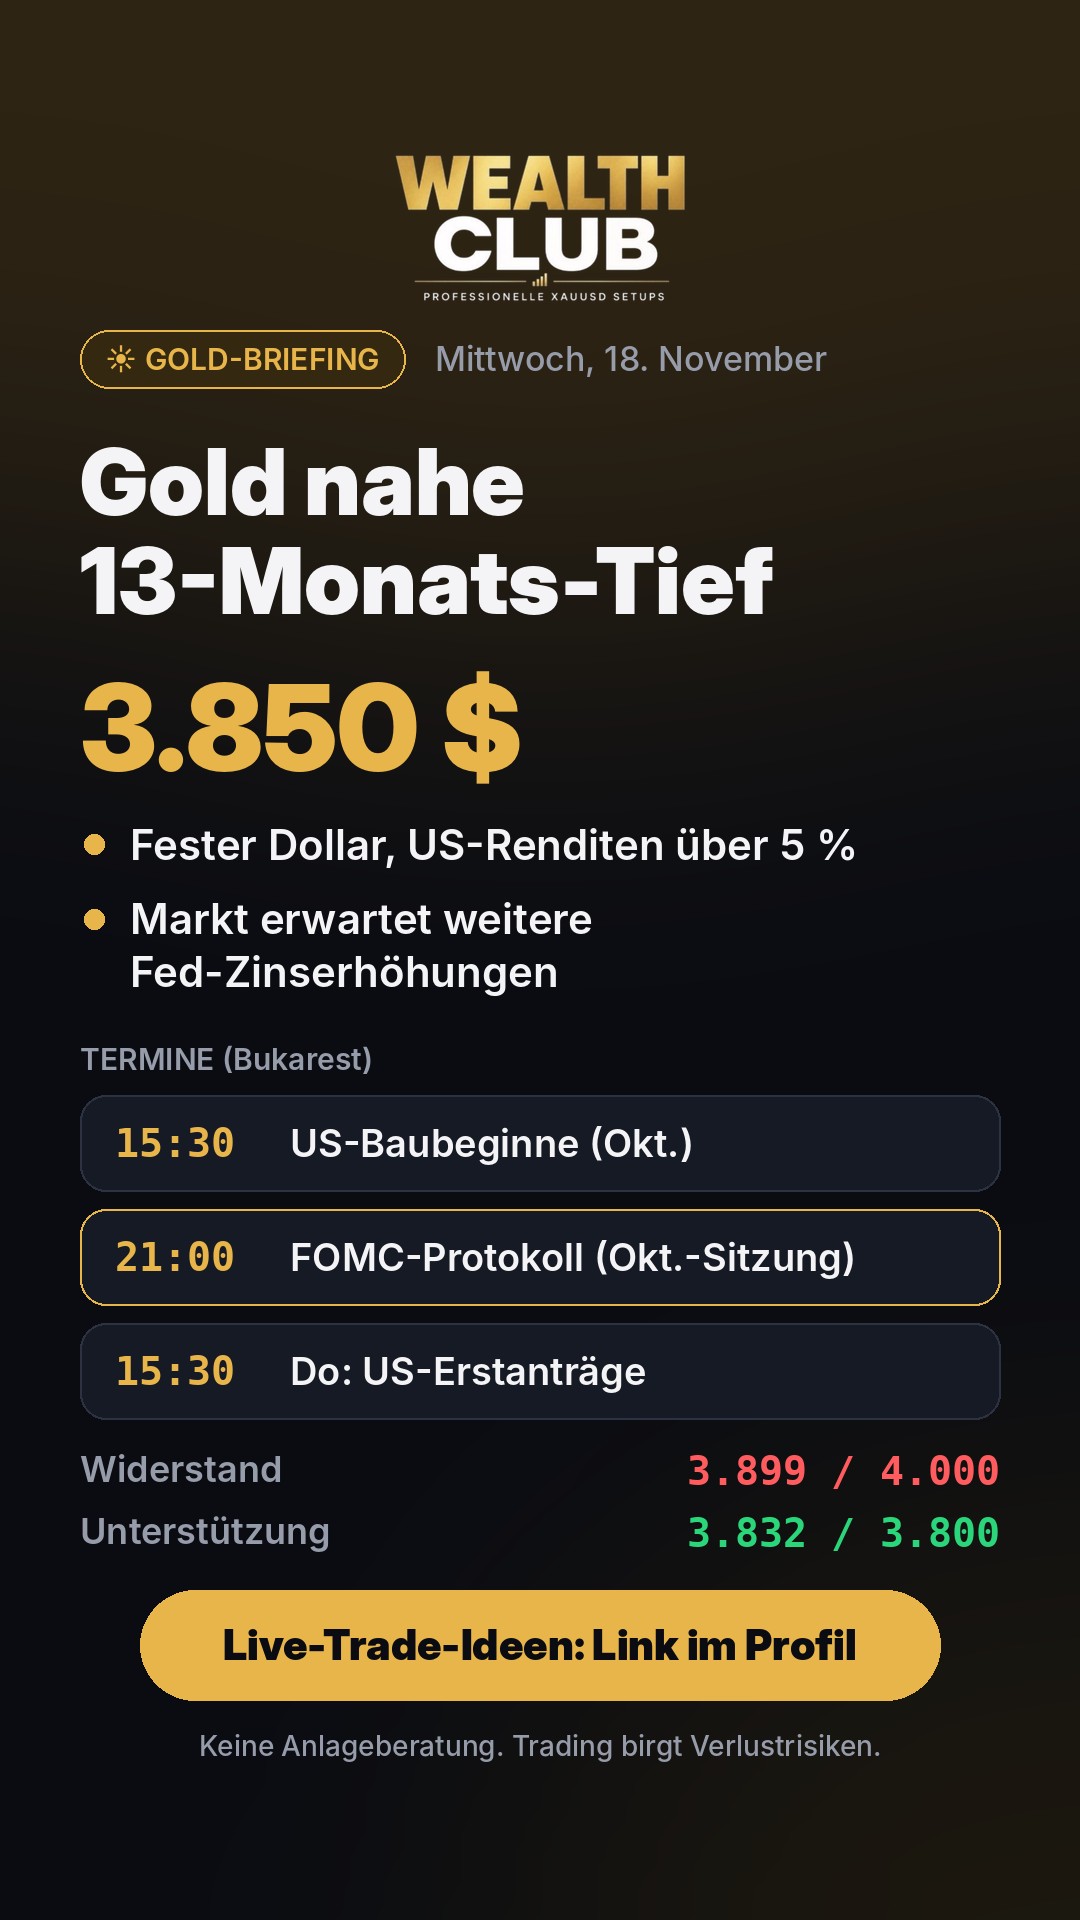 WEALTH
CLUB
PROFESSIONELLE XAUUSD SETUPS
GOLD-BRIEFING Mittwoch, 18. November
Gold nahe
13-Monats-Tief
3.850 $
Fester Dollar, US-Renditen über 5 %
Markt erwartet weitere
Fed-Zinserhöhungen
TERMINE (Bukarest)
15:30 US-Baubeginne (Okt.)
21:00 FOMC-Protokoll (Okt.-Sitzung)
15:30 Do: US-Erstanträge
Widerstand 3.899 / 4.000
Unterstützung 3.832 / 3.800
Live-Trade-Ideen: Link im Profil
Keine Anlageberatung. Trading birgt Verlustrisiken.